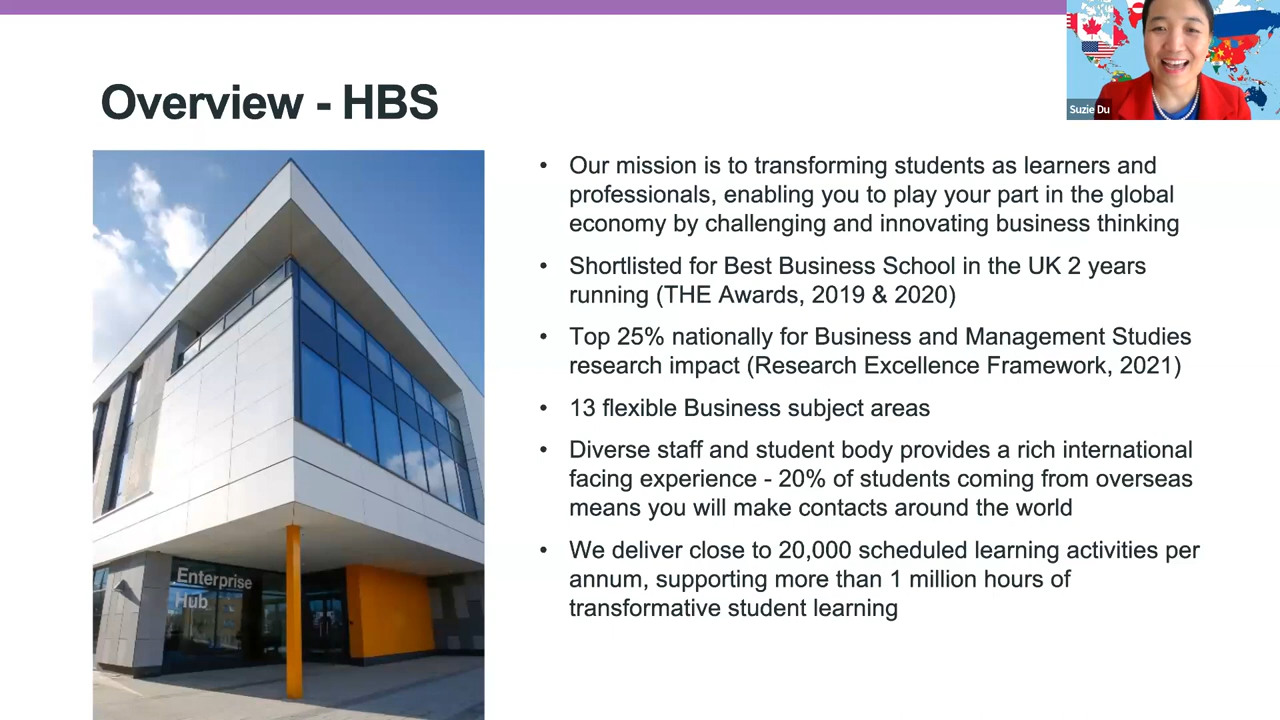 Suzie Du
Overview - HBS
• Our mission is to transforming students as learners and
professionals, enabling you to play your part in the global
economy by challenging and innovating business thinking
• Shortlisted for Best Business School in the UK 2 years
running (THE Awards, 2019 & 2020)
• Top 25% nationally for Business and Management Studies
research impact (Research Excellence Framework, 2021)
• 13 flexible Business subject areas
• Diverse staff and student body provides a rich international
facing experience - 20% of students coming from overseas
means you will make contacts around the world
• We deliver close to 20,000 scheduled learning activities per
annum, supporting more than 1 million hours of
transformative student learning
Enterprise
Hub